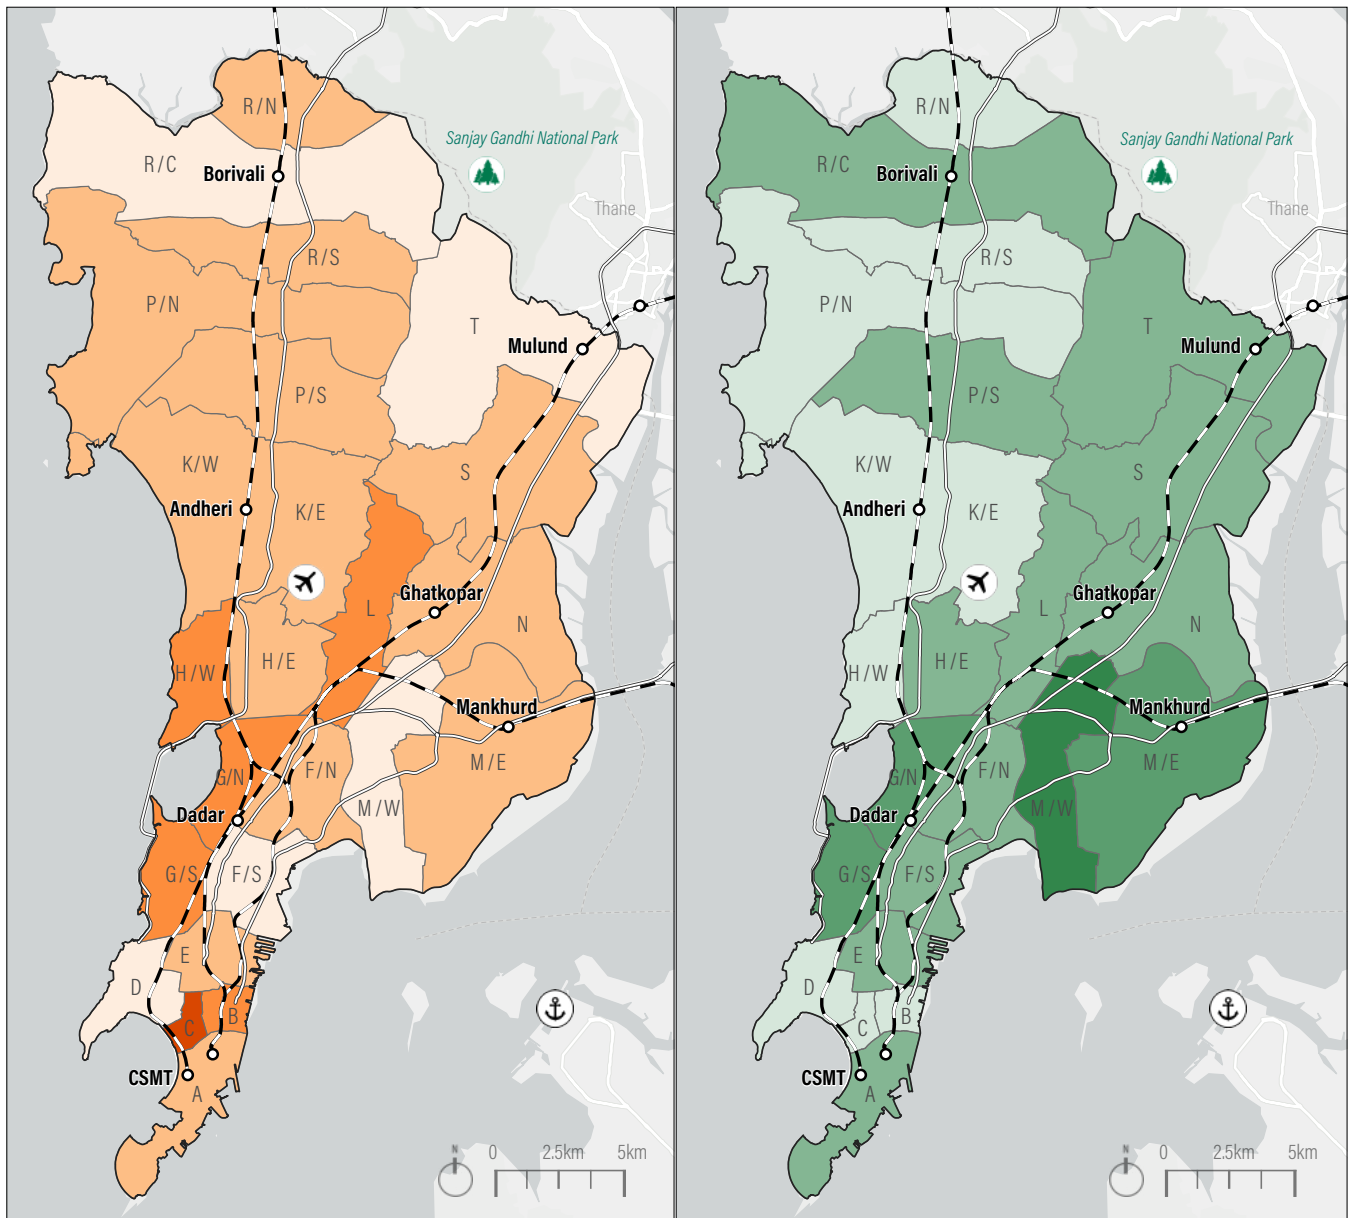 R/N
Sanjay Gandhi National Park
R/C
Borivali
Thane
R/S
P/N
T
Mulund
P/S
K/W
S
Andheri
K/E
Ghatkopar
L
N
H/W
H/E
Mankhurd
G/N
F/N
M/E
Dadar
M/W
G/S
F/S
E
D
C
B
CSMT
A
N
0 2.5km 5km
R/N
Sanjay Gandhi National Park
R/C
Borivali
Thane
R/S
P/N
T
Mulund
P/S
K/W
S
Andheri
K/E
Ghatkopar
L
N
H/W
H/E
Mankhurd
G/N
F/N
M/E
Dadar
M/W
G/S
F/S
E
D
C
B
CSMT
A
N
0 2.5km 5km